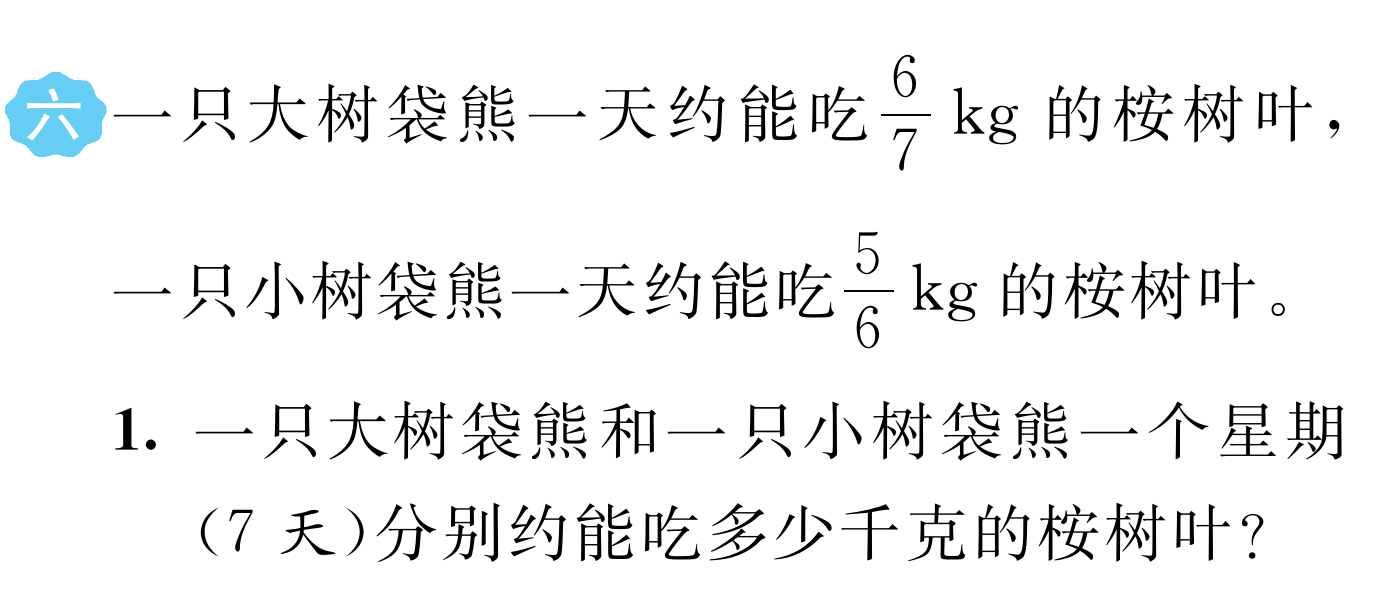 六 一只大树袋熊一天约能吃6/7 kg 的桉树叶，
一只小树袋熊一天约能吃5/6 kg 的桉树叶。
1. 一只大树袋熊和一只小树袋熊一个星期
（7 天）分别约能吃多少千克的桉树叶？